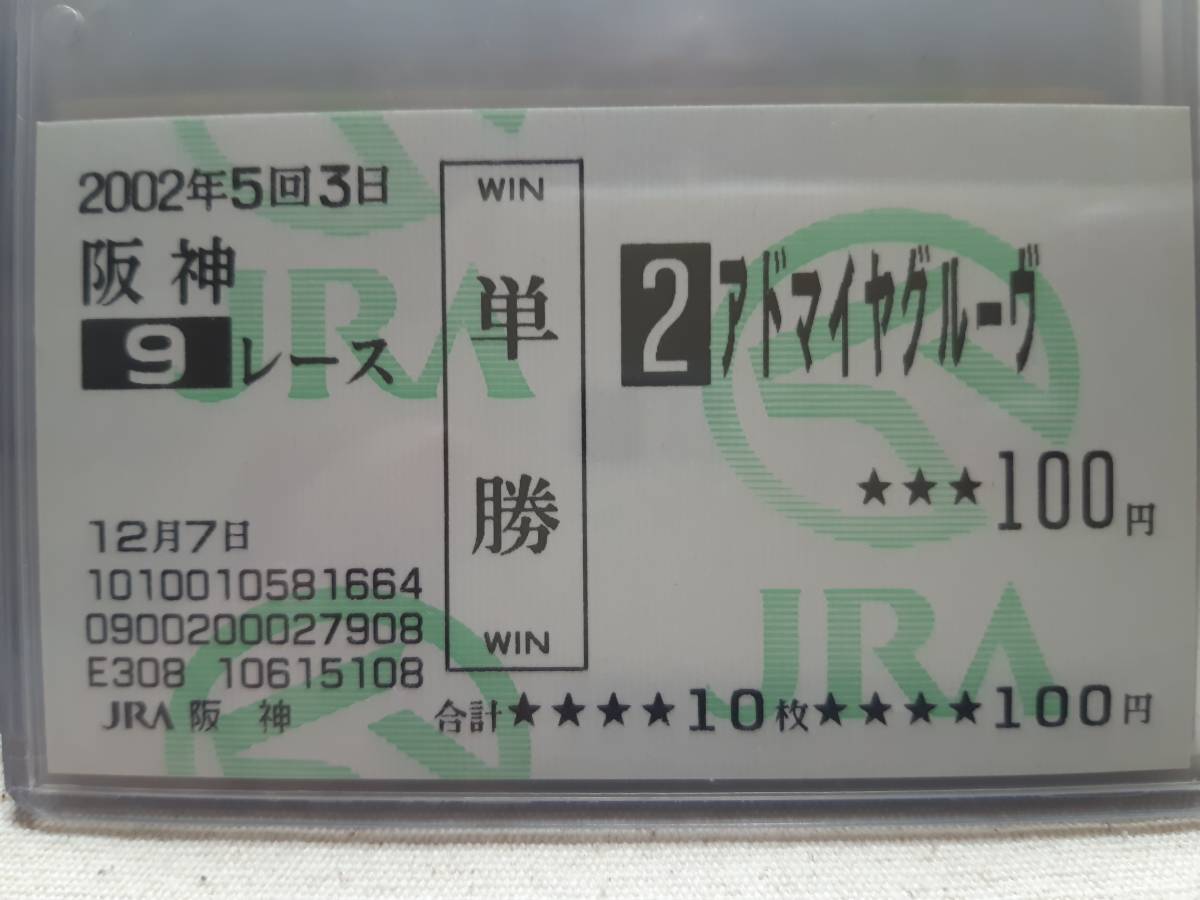 2002年5回3日
阪神
9レース
12月7日
1010010581664
0900200027908
E308 10615108
JRA 阪 神
WIN
単勝
WIN
2 アドマイヤグルーヴ
★★★100円
合計★★★★10枚★★★★100円
JRA
JRA